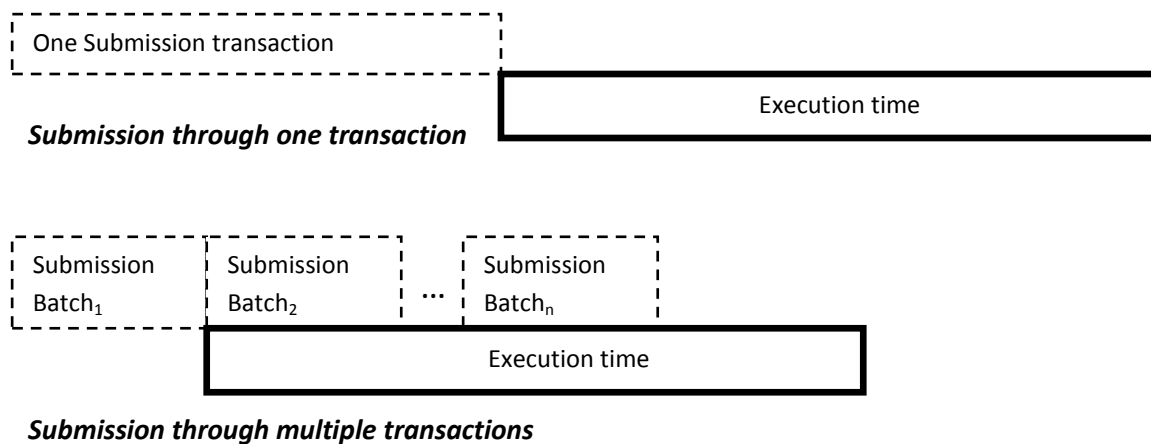 One Submission transaction
Execution time
Submission through one transaction
Submission Submission Submission
Batch₁ Batch₂ ... Batchₙ
Execution time
Submission through multiple transactions